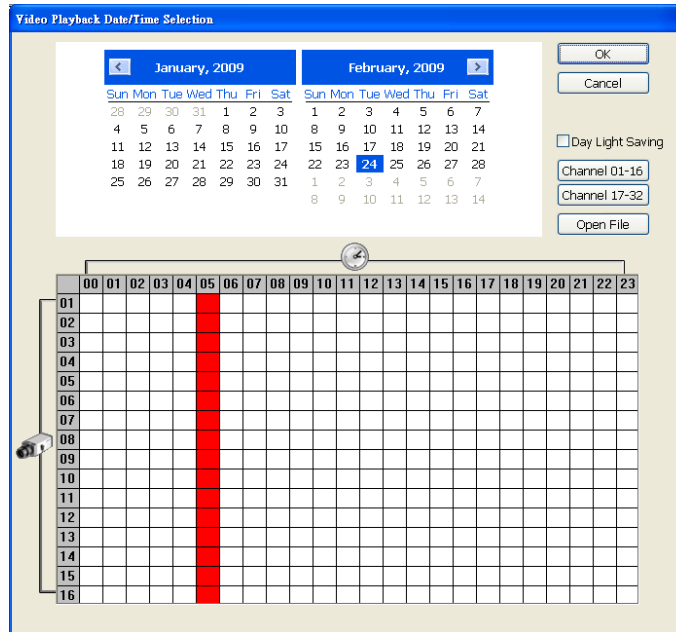 Video Playback Date/Time Selection
January, 2009
Sun Mon Tue Wed Thu Fri Sat
28 29 30 31 1 2 3
4 5 6 7 8 9 10
11 12 13 14 15 16 17
18 19 20 21 22 23 24
25 26 27 28 29 30 31
February, 2009
Sun Mon Tue Wed Thu Fri Sat
1 2 3 4 5 6 7
8 9 10 11 12 13 14
15 16 17 18 19 20 21
22 23 24 25 26 27 28
1 2 3 4 5 6 7
8 9 10 11 12 13 14
OK
Cancel
Day Light Saving
Channel 01-16
Channel 17-32
Open File
00 01 02 03 04 05 06 07 08 09 10 11 12 13 14 15 16 17 18 19 20 21 22 23
01
02
03
04
05
06
07
08
09
10
11
12
13
14
15
16